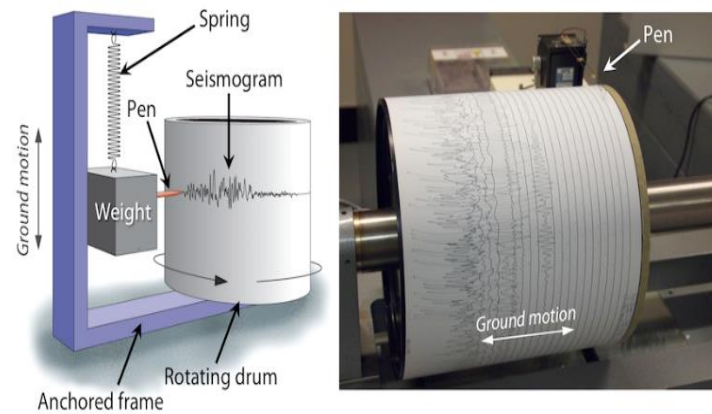 Spring
Seismogram
Pen
Ground motion
Weight
Rotating drum
Anchored frame
Pen
Ground motion